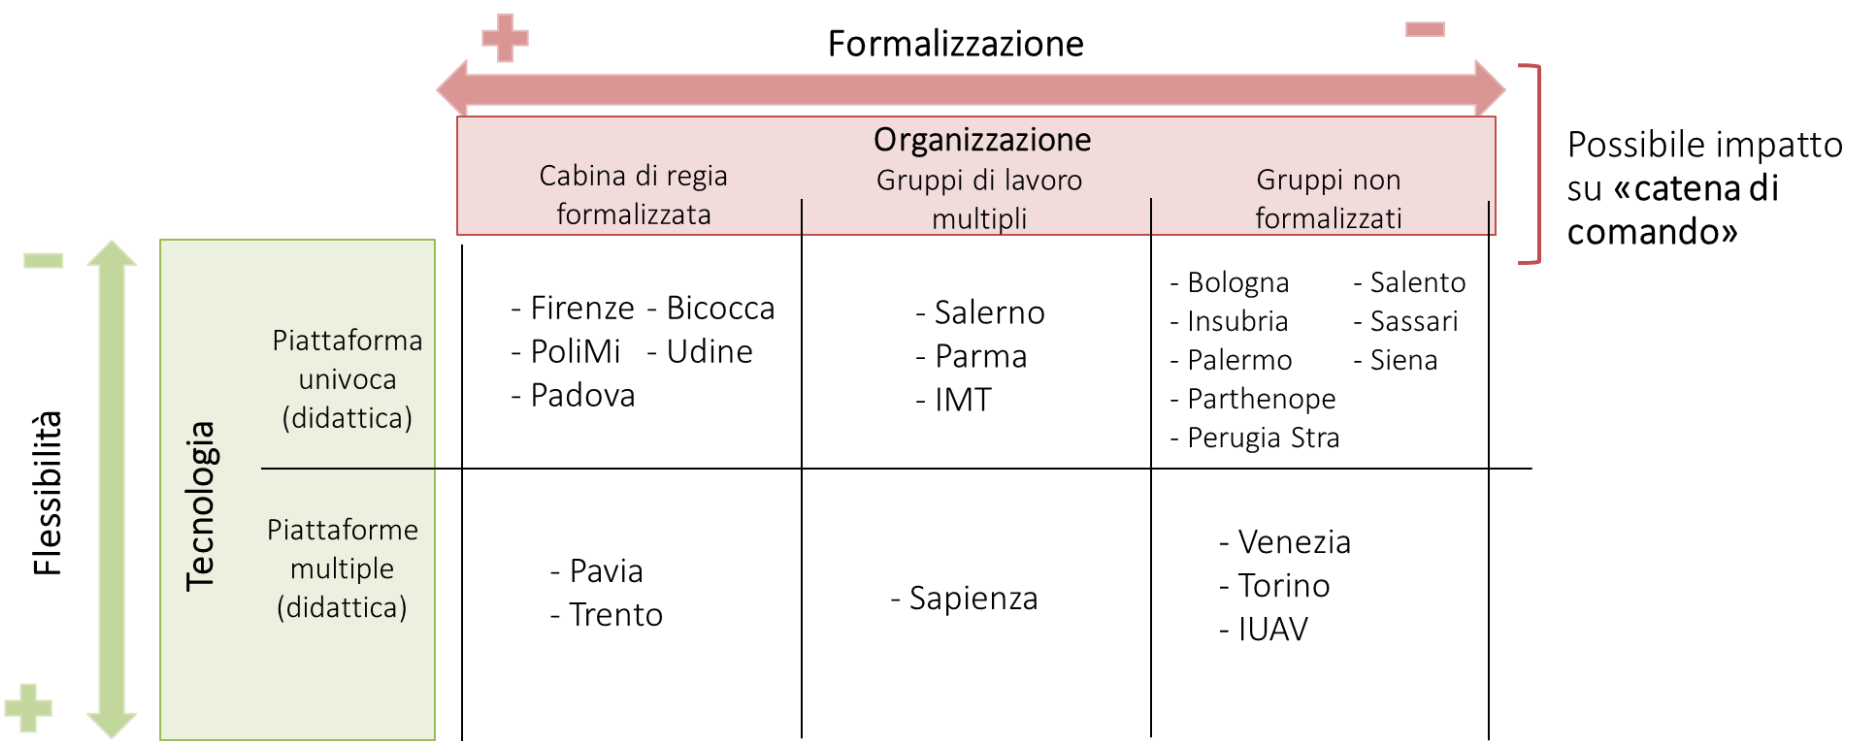 Formalizzazione
Organizzazione
Cabina di regia
formalizzata
Gruppi di lavoro
multipli
Gruppi non
formalizzati
Possibile impatto
su «catena di
comando»
Flessibilità
Tecnologia
Piattaforma
univoca
(didattica)
- Firenze - Bicocca
- PoliMi - Udine
- Padova
- Salerno
- Parma
- IMT
- Bologna - Salento
- Insubria - Sassari
- Palermo - Siena
- Parthenope
- Perugia Stra
Piattaforme
multiple
(didattica)
- Pavia
- Trento
- Sapienza
- Venezia
- Torino
- IUAV